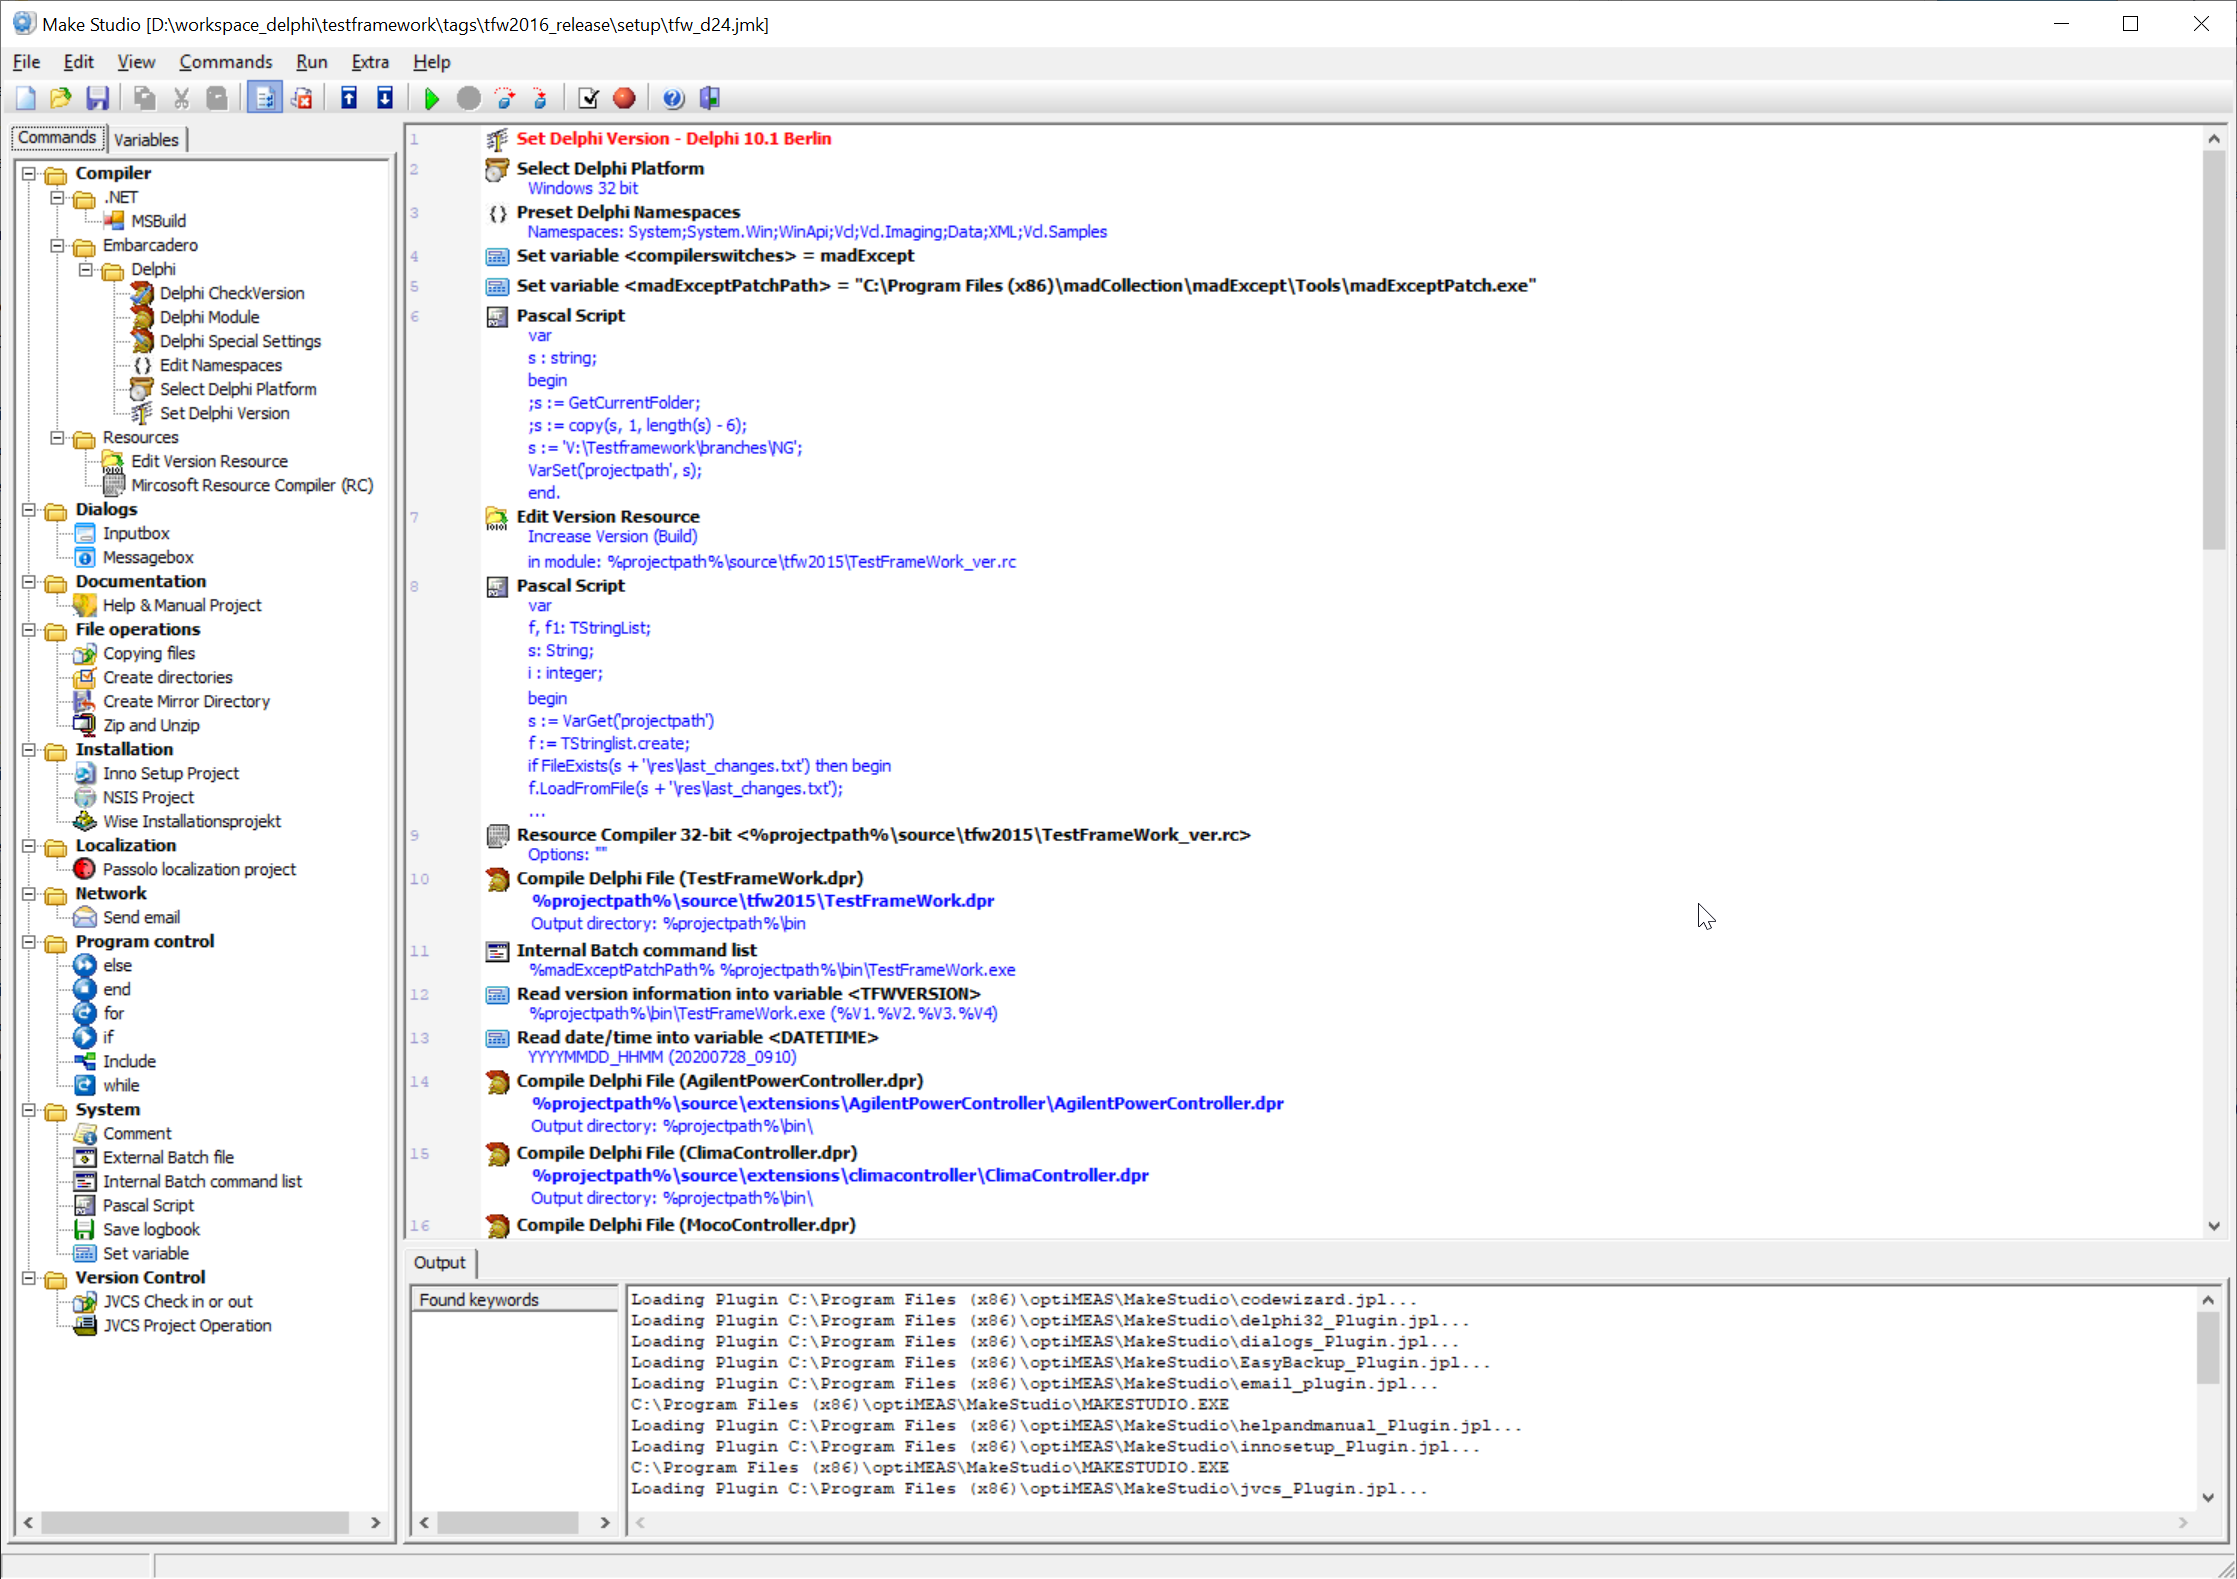 Make Studio [D:\workspace_delphi\testframework\tags\tfw2016_release\setup\tfw_d24.jmk]
File Edit View Commands Run Extra Help
Commands Variables
Compiler
.NET
MSBuild
Embarcadero
Delphi
Delphi CheckVersion
Delphi Module
Delphi Special Settings
Edit Namespaces
Select Delphi Platform
Set Delphi Version
Resources
Edit Version Resource
Mircosoft Resource Compiler (RC)
Dialogs
Inputbox
Messagebox
Documentation
Help & Manual Project
File operations
Copying files
Create directories
Create Mirror Directory
Zip and Unzip
Installation
Inno Setup Project
NSIS Project
Wise Installationsprojekt
Localization
Passolo localization project
Network
Send email
Program control
else
end
for
if
Include
while
System
Comment
External Batch file
Internal Batch command list
Pascal Script
Save logbook
Set variable
Version Control
JVCS Check in or out
JVCS Project Operation
1 Set Delphi Version - Delphi 10.1 Berlin
2 Select Delphi Platform
Windows 32 bit
3 Preset Delphi Namespaces
Namespaces: System;System.Win;WinApi;Vcl;Vcl.Imaging;Data;XML;Vcl.Samples
4 Set variable <compilerswitches> = madExcept
5 Set variable <madExceptPatchPath> = "C:\Program Files (x86)\madCollection\madExcept\Tools\madExceptPatch.exe"
6 Pascal Script
var
s : string;
begin
;s := GetCurrentFolder;
;s := copy(s, 1, length(s) - 6);
s := 'V:\Testframework\branches\NG';
VarSet('projectpath', s);
end.
7 Edit Version Resource
Increase Version (Build)
in module: %projectpath%\source\tfw2015\TestFrameWork_ver.rc
8 Pascal Script
var
f, f1: TStringList;
s: String;
i : integer;
begin
s := VarGet('projectpath')
f := TStringlist.create;
if FileExists(s + '\res\last_changes.txt') then begin
f.LoadFromFile(s + '\res\last_changes.txt');
...
9 Resource Compiler 32-bit <%projectpath%\source\tfw2015\TestFrameWork_ver.rc>
Options: ""
10 Compile Delphi File (TestFrameWork.dpr)
%projectpath%\source\tfw2015\TestFrameWork.dpr
Output directory: %projectpath%\bin
11 Internal Batch command list
%madExceptPatchPath% %projectpath%\bin\TestFrameWork.exe
12 Read version information into variable <TFWVERSION>
%projectpath%\bin\TestFrameWork.exe (%V1.%V2.%V3.%V4)
13 Read date/time into variable <DATETIME>
YYYYMMDD_HHMM (20200728_0910)
14 Compile Delphi File (AgilentPowerController.dpr)
%projectpath%\source\extensions\AgilentPowerController\AgilentPowerController.dpr
Output directory: %projectpath%\bin\
15 Compile Delphi File (ClimaController.dpr)
%projectpath%\source\extensions\climacontroller\ClimaController.dpr
Output directory: %projectpath%\bin\
16 Compile Delphi File (MocoController.dpr)
Output
Found keywords
Loading Plugin C:\Program Files (x86)\optiMEAS\MakeStudio\codewizard.jpl...
Loading Plugin C:\Program Files (x86)\optiMEAS\MakeStudio\delphi32_Plugin.jpl...
Loading Plugin C:\Program Files (x86)\optiMEAS\MakeStudio\dialogs_Plugin.jpl...
Loading Plugin C:\Program Files (x86)\optiMEAS\MakeStudio\EasyBackup_Plugin.jpl...
Loading Plugin C:\Program Files (x86)\optiMEAS\MakeStudio\email_plugin.jpl...
C:\Program Files (x86)\optiMEAS\MakeStudio\MAKESTUDIO.EXE
Loading Plugin C:\Program Files (x86)\optiMEAS\MakeStudio\helpandmanual_Plugin.jpl...
Loading Plugin C:\Program Files (x86)\optiMEAS\MakeStudio\innosetup_Plugin.jpl...
C:\Program Files (x86)\optiMEAS\MakeStudio\MAKESTUDIO.EXE
Loading Plugin C:\Program Files (x86)\optiMEAS\MakeStudio\jvcs_Plugin.jpl...